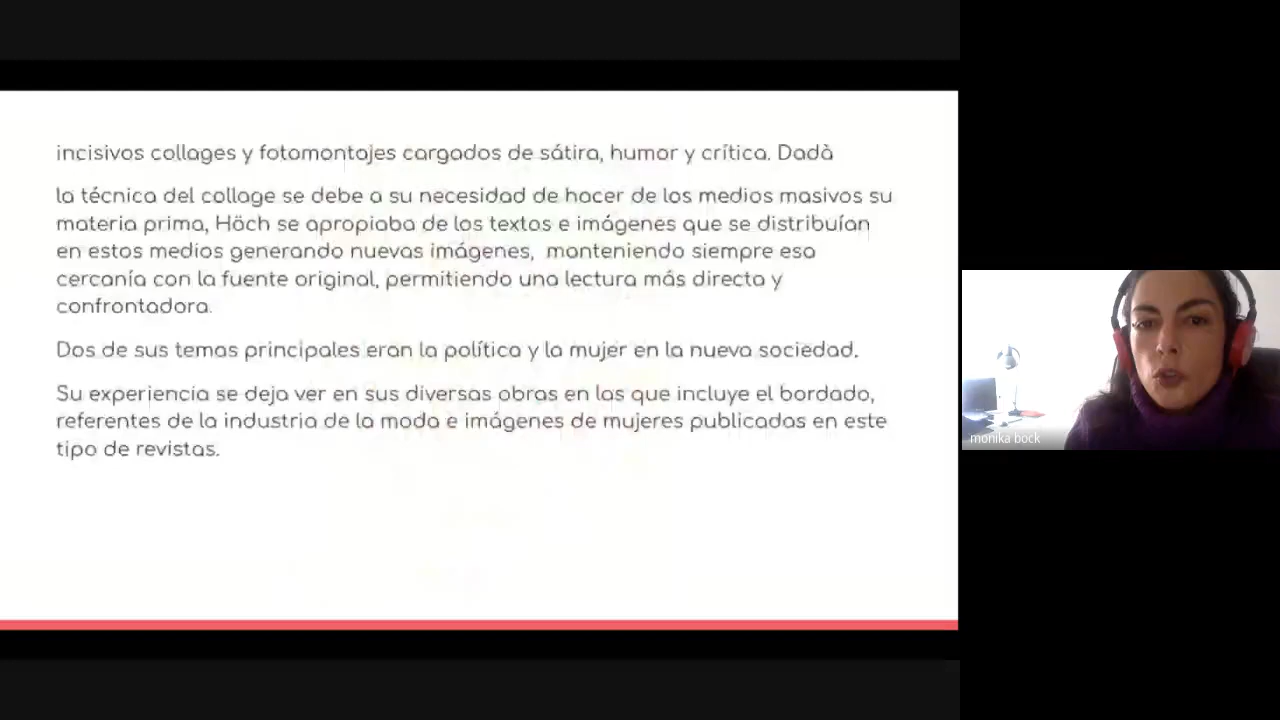 incisivos collages y fotomontajes cargados de sátira, humor y crítica. Dadà
la técnica del collage se debe a su necesidad de hacer de los medios masivos su
materia prima, Höch se apropiaba de los textos e imágenes que se distribuían
en estos medios generando nuevas imágenes, manteniendo siempre esa
cercanía con la fuente original, permitiendo una lectura más directa y
confrontadora.
Dos de sus temas principales eran la política y la mujer en la nueva sociedad.
Su experiencia se deja ver en sus diversas obras en las que incluye el bordado,
referentes de la industria de la moda e imágenes de mujeres publicadas en este
tipo de revistas.
monika bock